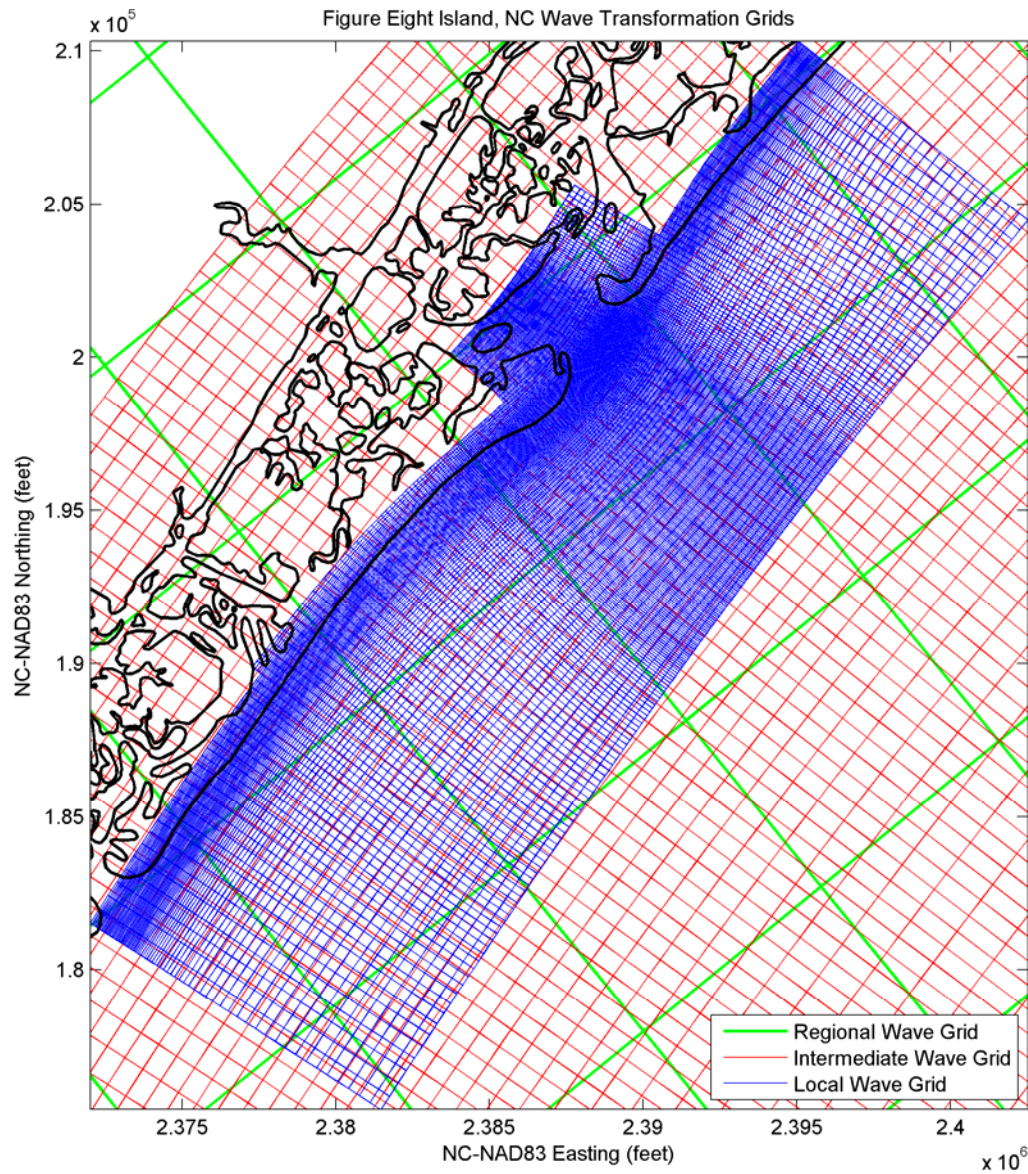 Figure Eight Island, NC Wave Transformation Grids
x 10^5
2.1
2.05
2
1.95
1.9
1.85
1.8
NC-NAD83 Northing (feet)
2.375
2.38
2.385
2.39
2.395
2.4
NC-NAD83 Easting (feet)
x 10^6
Regional Wave Grid
Intermediate Wave Grid
Local Wave Grid